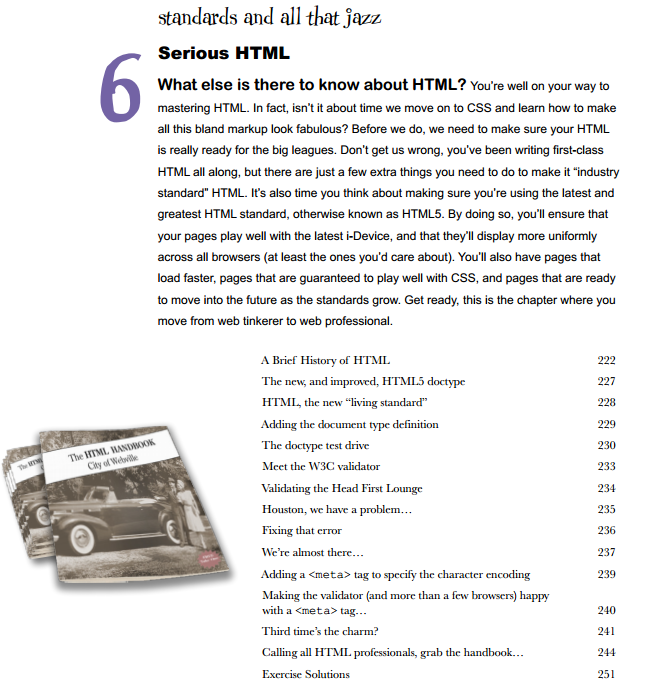 standards and all that jazz
6
Serious HTML
What else is there to know about HTML? You're well on your way to
mastering HTML. In fact, isn't it about time we move on to CSS and learn how to make
all this bland markup look fabulous? Before we do, we need to make sure your HTML
is really ready for the big leagues. Don't get us wrong, you've been writing first-class
HTML all along, but there are just a few extra things you need to do to make it "industry
standard" HTML. It's also time you think about making sure you're using the latest and
greatest HTML standard, otherwise known as HTML5. By doing so, you'll ensure that
your pages play well with the latest i-Device, and that they'll display more uniformly
across all browsers (at least the ones you'd care about). You'll also have pages that
load faster, pages that are guaranteed to play well with CSS, and pages that are ready
to move into the future as the standards grow. Get ready, this is the chapter where you
move from web tinkerer to web professional.
A Brief History of HTML 222
The new, and improved, HTML5 doctype 227
HTML, the new "living standard" 228
Adding the document type definition 229
The doctype test drive 230
Meet the W3C validator 233
Validating the Head First Lounge 234
Houston, we have a problem… 235
Fixing that error 236
We're almost there… 237
Adding a <meta> tag to specify the character encoding 239
Making the validator (and more than a few browsers) happy
with a <meta> tag… 240
Third time's the charm? 241
Calling all HTML professionals, grab the handbook… 244
Exercise Solutions 251
The HTML HANDBOOK
City of Webville
The HTM